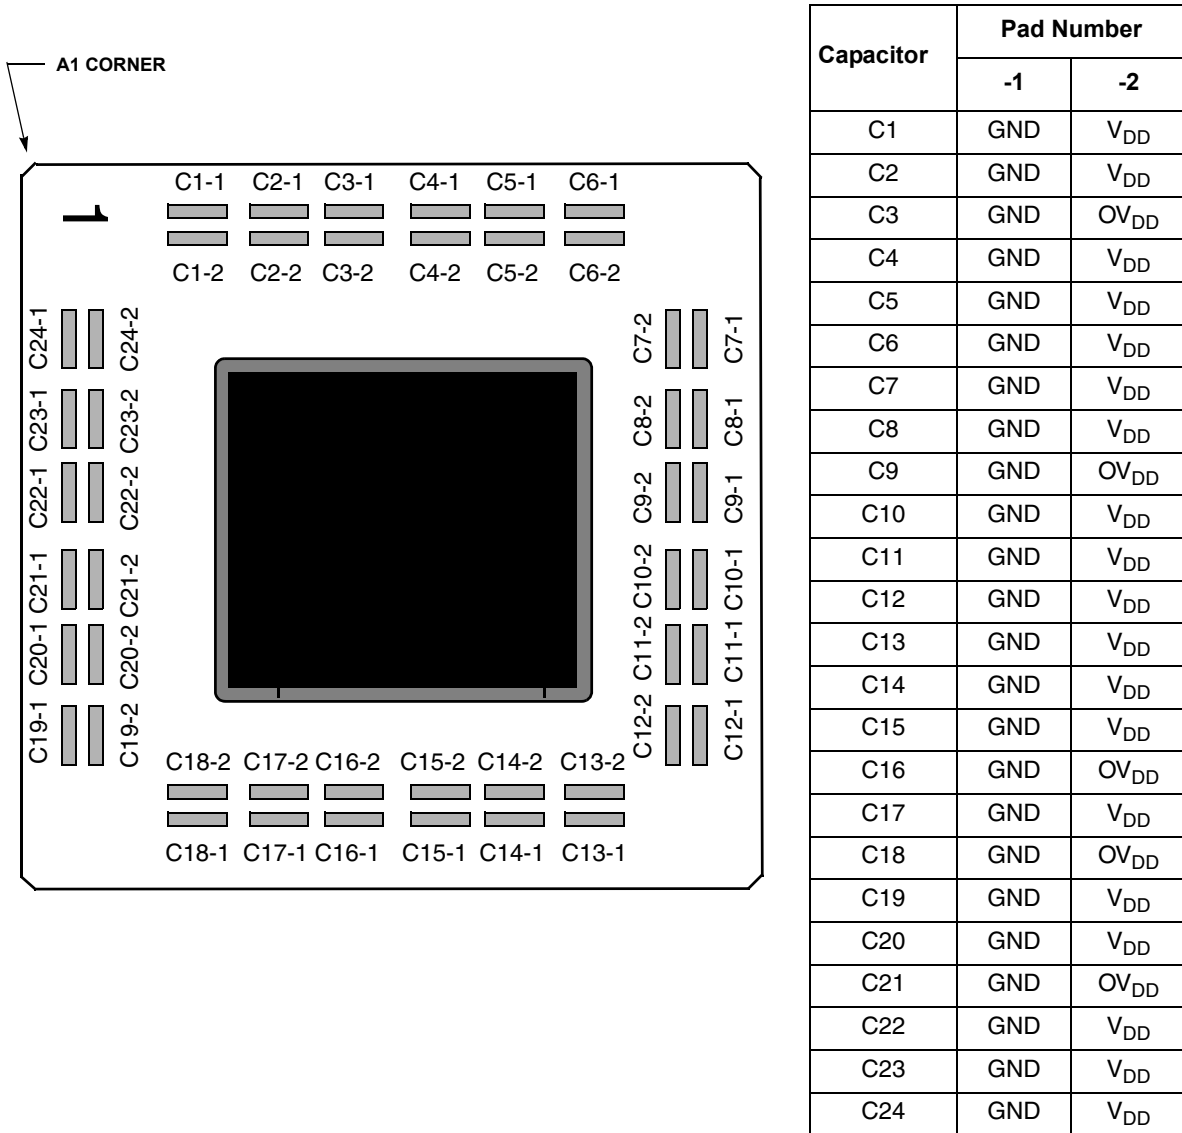 A1 CORNER
1
C1-1 C2-1 C3-1 C4-1 C5-1 C6-1
C1-2 C2-2 C3-2 C4-2 C5-2 C6-2
C24-1 C24-2
C23-1 C23-2
C22-1 C22-2
C21-1 C21-2
C20-1 C20-2
C19-1 C19-2
C7-2 C7-1
C8-2 C8-1
C9-2 C9-1
C10-2 C10-1
C11-2 C11-1
C12-2 C12-1
C18-2 C17-2 C16-2 C15-2 C14-2 C13-2
C18-1 C17-1 C16-1 C15-1 C14-1 C13-1
Capacitor Pad Number
-1 -2
C1 GND VDD
C2 GND VDD
C3 GND OVDD
C4 GND VDD
C5 GND VDD
C6 GND VDD
C7 GND VDD
C8 GND VDD
C9 GND OVDD
C10 GND VDD
C11 GND VDD
C12 GND VDD
C13 GND VDD
C14 GND VDD
C15 GND VDD
C16 GND OVDD
C17 GND VDD
C18 GND OVDD
C19 GND VDD
C20 GND VDD
C21 GND OVDD
C22 GND VDD
C23 GND VDD
C24 GND VDD